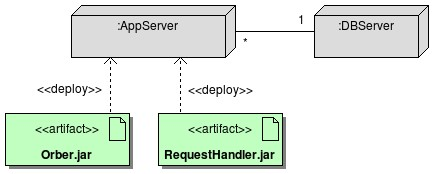 :AppServer
1
:DBServer
*
<<deploy>>
<<deploy>>
<<artifact>>
Orber.jar
<<artifact>>
RequestHandler.jar